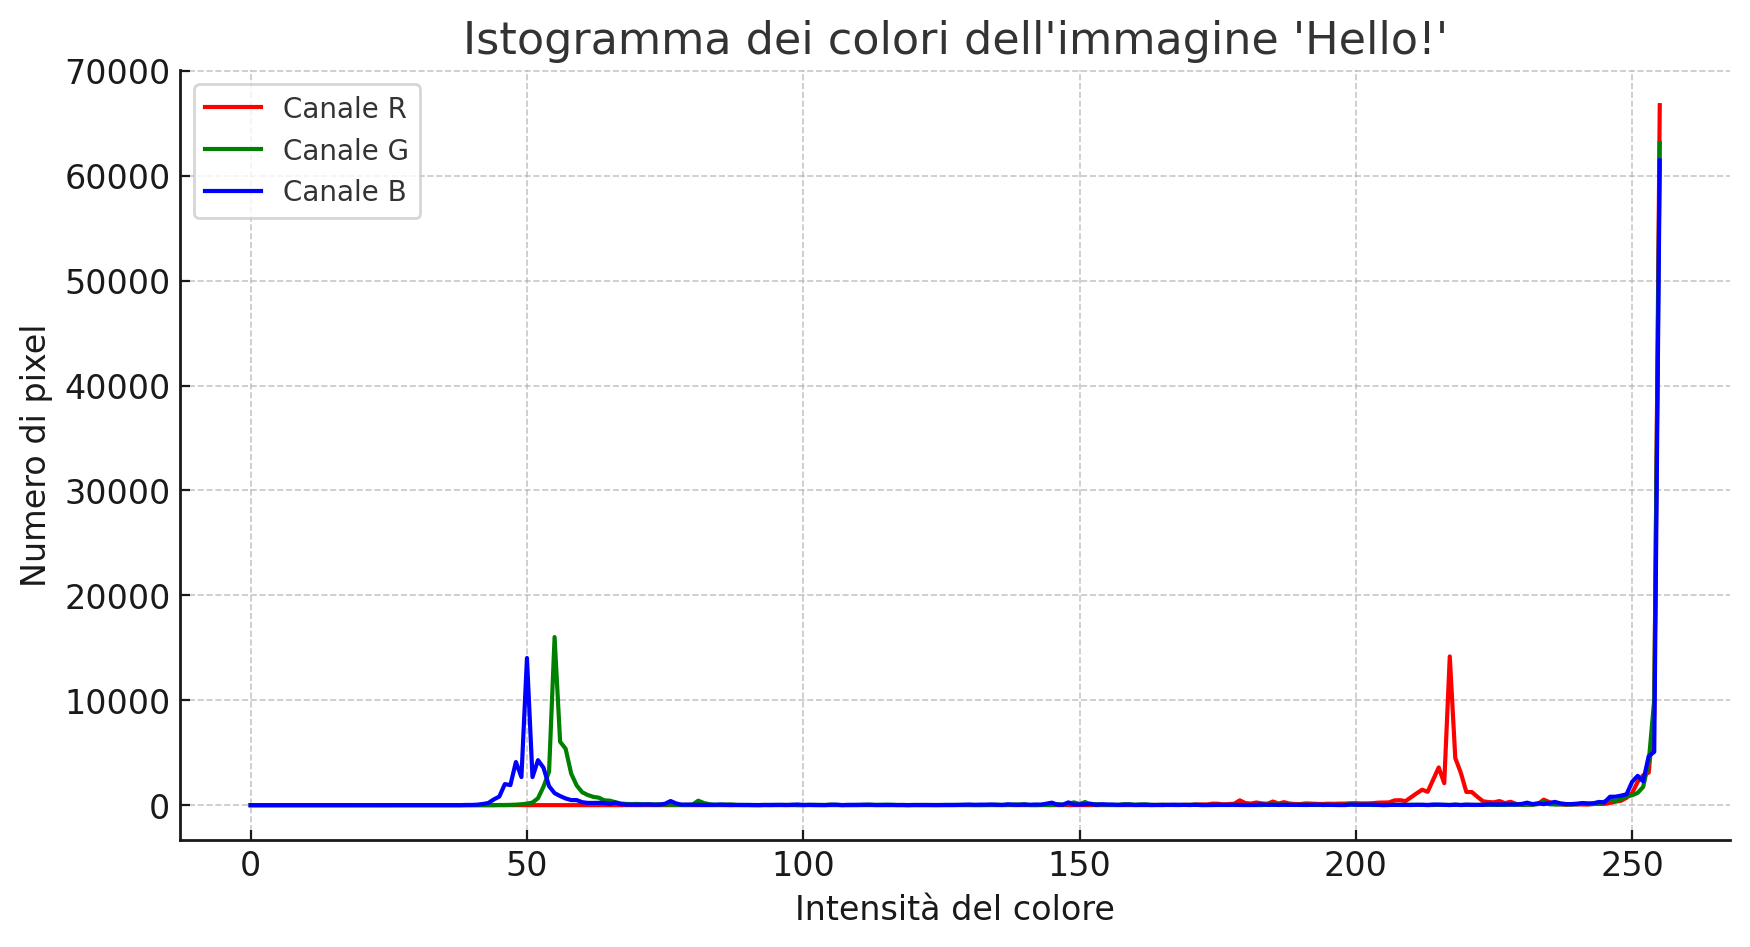 Istogramma dei colori dell'immagine 'Hello!'
Canale R
Canale G
Canale B
Numero di pixel
70000
60000
50000
40000
30000
20000
10000
0
0 50 100 150 200 250
Intensità del colore